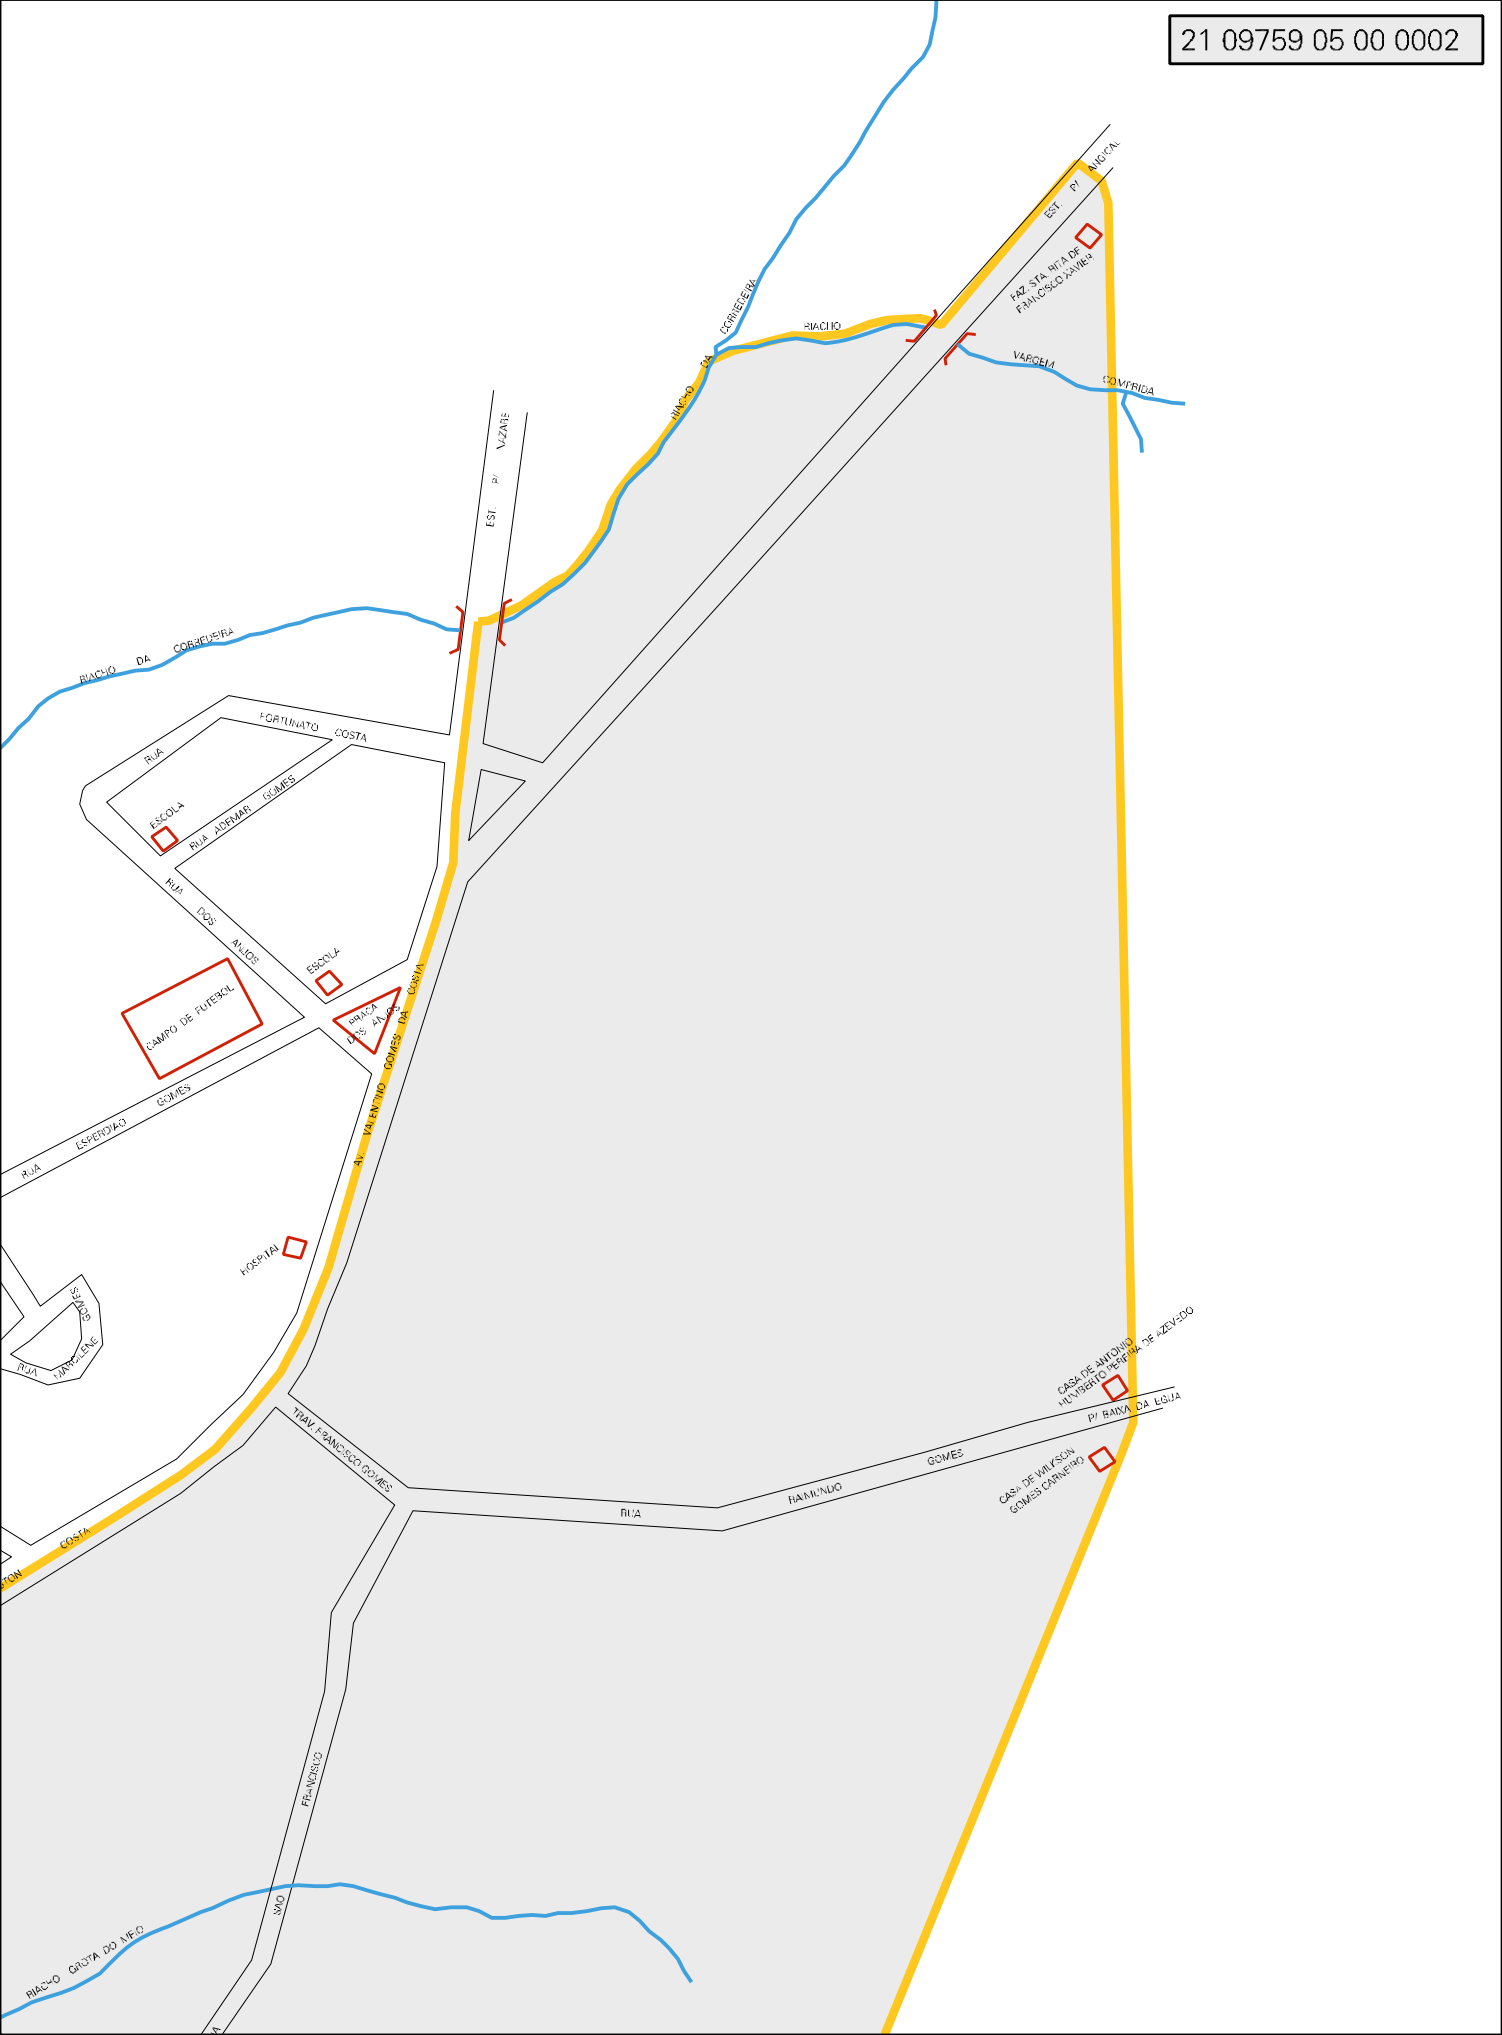 21 09759 05 00 0002
EST. P/ ANGICAL
FAZ. STA. RITA DE
FRANCISCO XAVIER
CORREDEIRA
RIACHO
RIACHO DA
VARGEM COMPRIDA
EST. P/ NAZARE
RIACHO DA CORREDEIRA
RUA FORTUNATO COSTA
ESCOLA
RUA ADEMAR GOMES
RUA DOS ANJOS
ESCOLA
CAMPO DE FUTEBOL
PRACA
DOS ANJOS
AV. VALENTINO GOMES DA COSTA
RUA ESPERDIAO GOMES
HOSPITAL
RUA MARCILENE GOMES
CASA DE ANTONIO
HUMBERTO PEREIRA DE AZEVEDO
P/ BAIXA DA EGUA
TRAV. FRANCISCO GOMES
RUA RAIMUNDO GOMES
CASA DE WILKSON
GOMES CARNEIRO
COSTA
SAO FRANCISCO
RIACHO GROTA DO MEIO